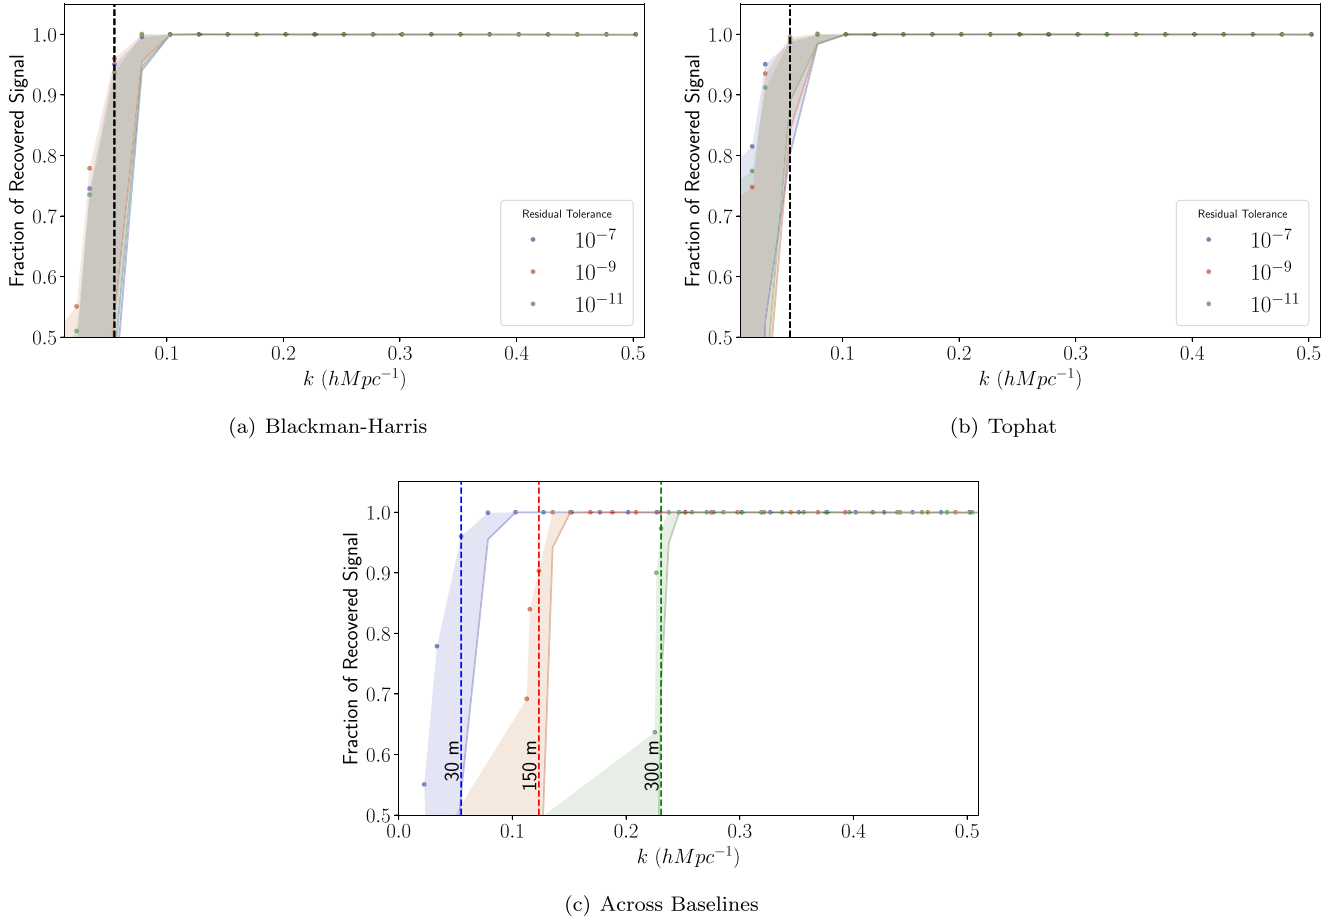 Fraction of Recovered Signal
1.0
0.9
0.8
0.7
0.6
0.5
0.1
0.2
0.3
0.4
0.5
k (hMpc⁻¹)
Residual Tolerance
10⁻⁷
10⁻⁹
10⁻¹¹
(a) Blackman-Harris
Fraction of Recovered Signal
1.0
0.9
0.8
0.7
0.6
0.5
0.1
0.2
0.3
0.4
0.5
k (hMpc⁻¹)
Residual Tolerance
10⁻⁷
10⁻⁹
10⁻¹¹
(b) Tophat
Fraction of Recovered Signal
1.0
0.9
0.8
0.7
0.6
0.5
30 m
150 m
300 m
0.0
0.1
0.2
0.3
0.4
0.5
k (hMpc⁻¹)
(c) Across Baselines